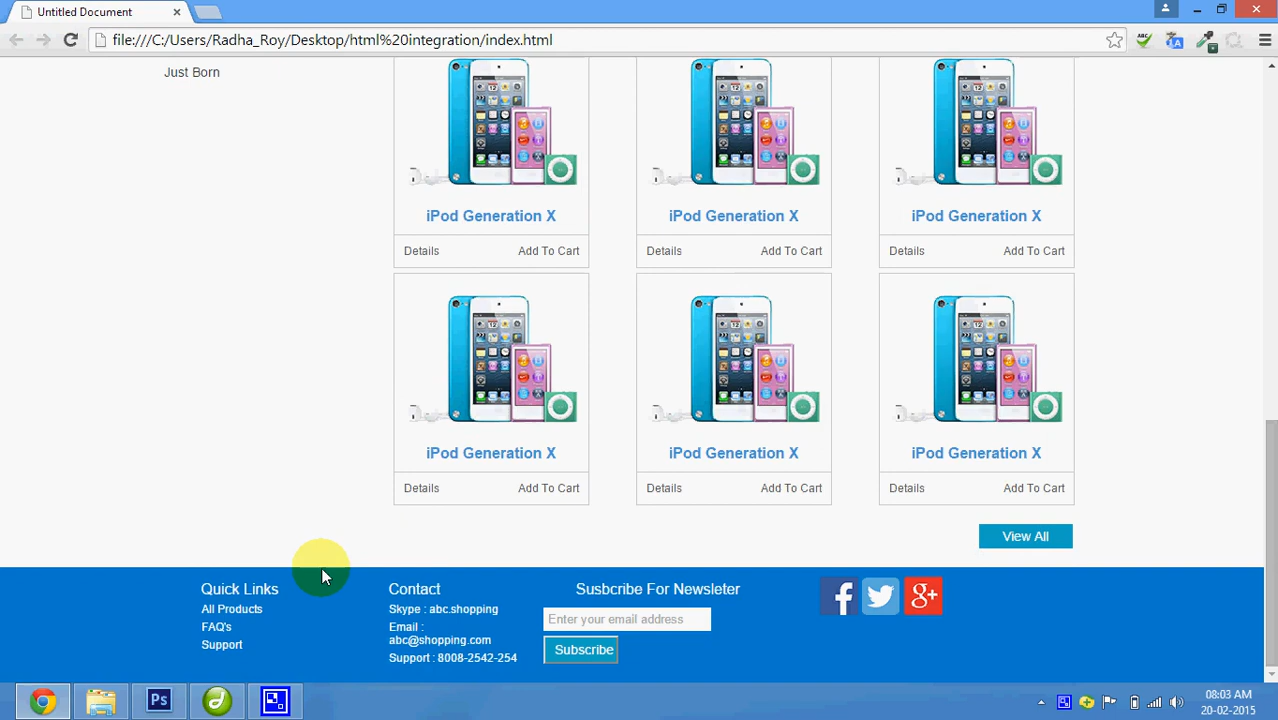 Untitled Document
file:///C:/Users/Radha_Roy/Desktop/html%20integration/index.html
ABC
Just Born
iPod Generation X
iPod Generation X
iPod Generation X
Details Add To Cart
Details Add To Cart
Details Add To Cart
iPod Generation X
iPod Generation X
iPod Generation X
Details Add To Cart
Details Add To Cart
Details Add To Cart
View All
Quick Links
All Products
FAQ's
Support
Contact
Skype : abc.shopping
Email :
abc@shopping.com
Support : 8008-2542-254
Susbcribe For Newsleter
Enter your email address
Subscribe
f
g+
Ps
08:03 AM
20-02-2015